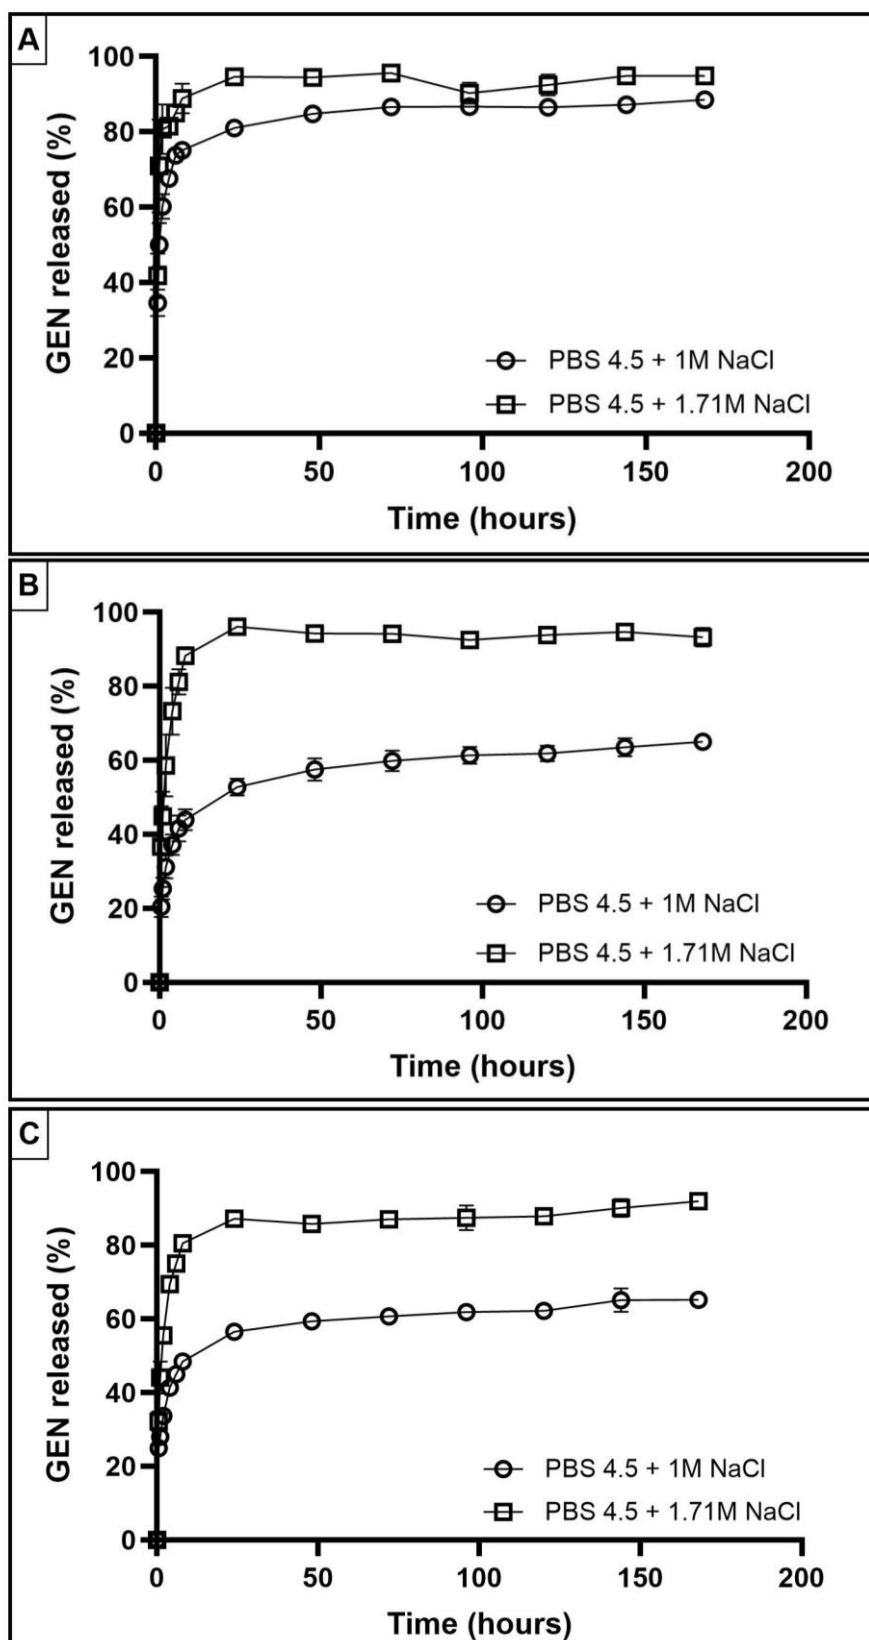 A
GEN released (%)
100
80
60
40
20
0
0 50 100 150 200
Time (hours)
PBS 4.5 + 1M NaCl
PBS 4.5 + 1.71M NaCl
B
GEN released (%)
100
80
60
40
20
0
0 50 100 150 200
Time (hours)
PBS 4.5 + 1M NaCl
PBS 4.5 + 1.71M NaCl
C
GEN released (%)
100
80
60
40
20
0
0 50 100 150 200
Time (hours)
PBS 4.5 + 1M NaCl
PBS 4.5 + 1.71M NaCl